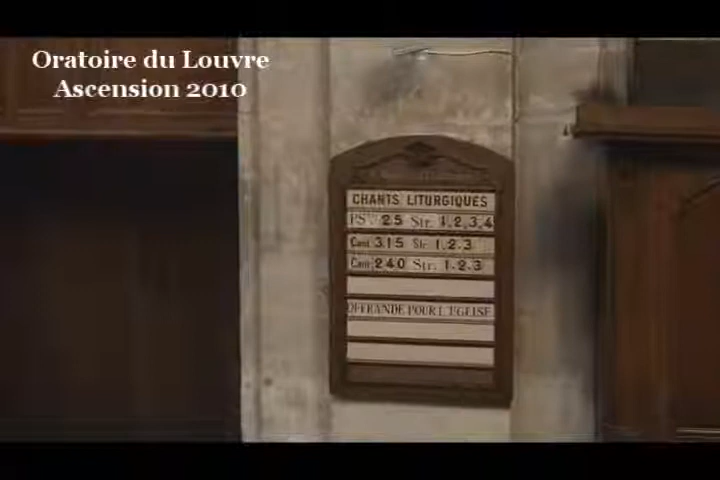 Oratoire du Louvre
Ascension 2010
CHANTS LITURGIQUES
PS. 25 Str. 1.2.3.4
Cant 315 Str. 1.2.3
Cant 240 Str. 1.2.3
OFFRANDE POUR L'EGLISE